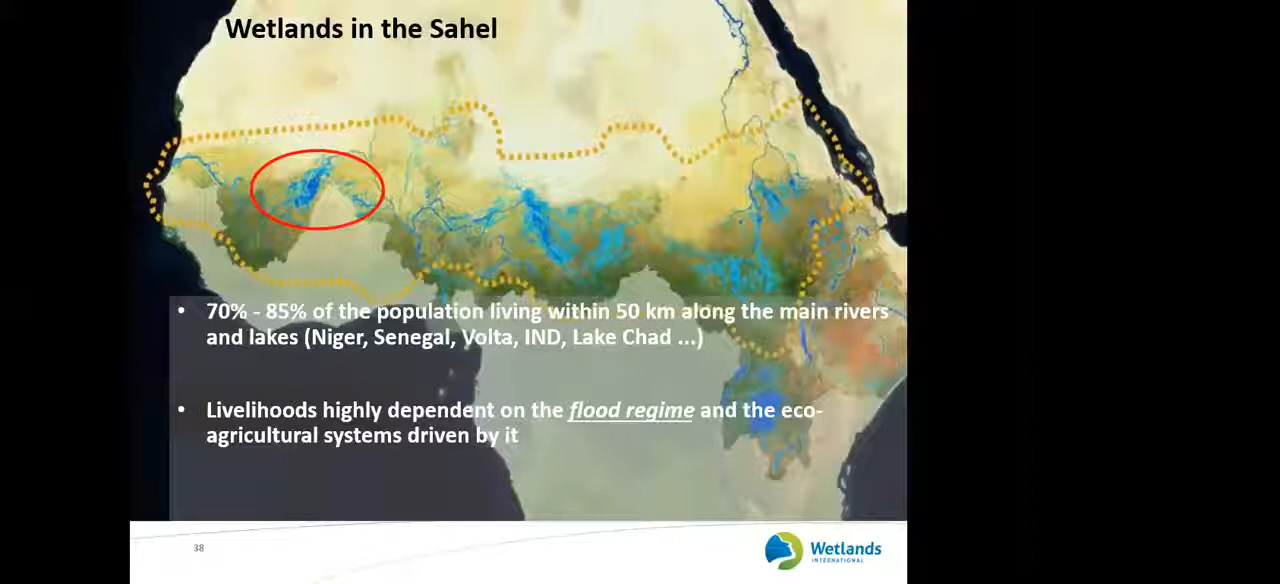 Wetlands in the Sahel
• 70% - 85% of the population living within 50 km along the main rivers
and lakes (Niger, Senegal, Volta, IND, Lake Chad ...)
• Livelihoods highly dependent on the flood regime and the eco-
agricultural systems driven by it
38
Wetlands
INTERNATIONAL